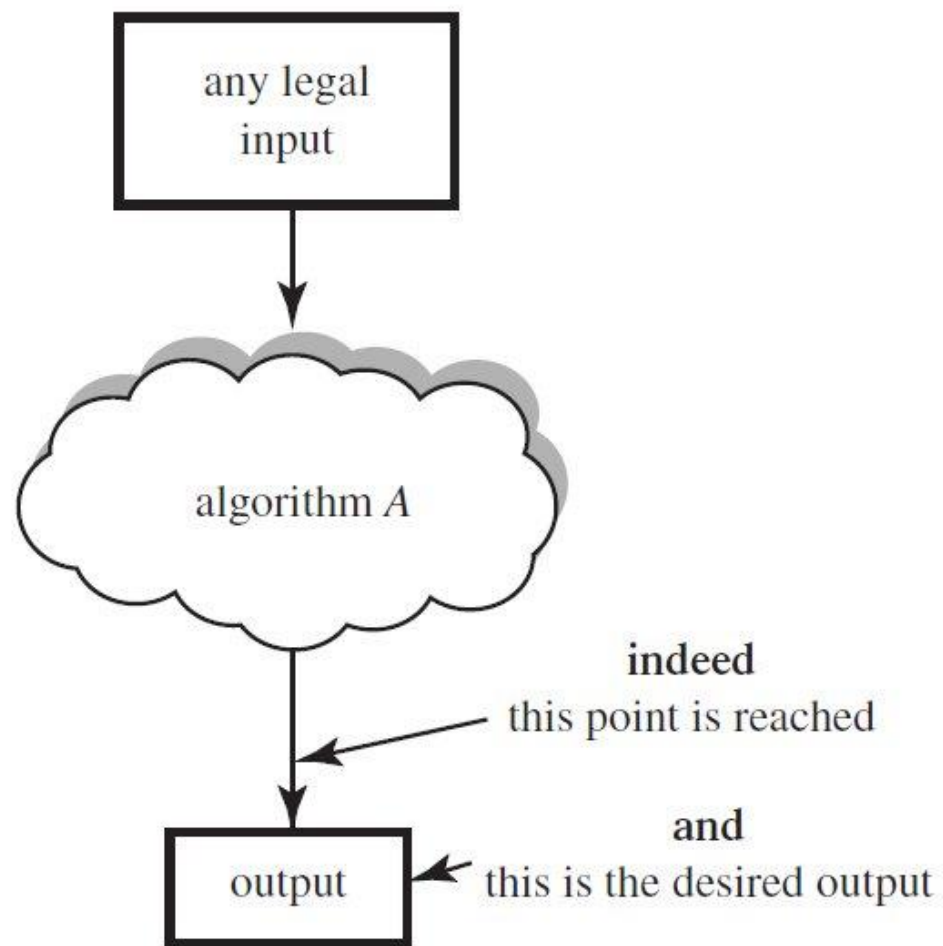 any legal
input
algorithm A
indeed
this point is reached
and
output
this is the desired output